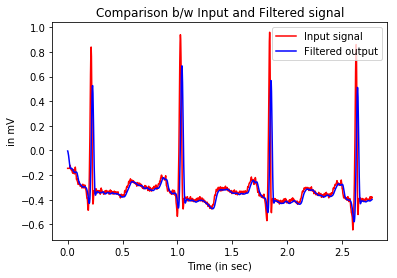 Comparison b/w Input and Filtered signal
1.0
0.8
0.6
0.4
0.2
0.0
−0.2
−0.4
−0.6
in mV
Input signal
Filtered output
0.0 0.5 1.0 1.5 2.0 2.5
Time (in sec)